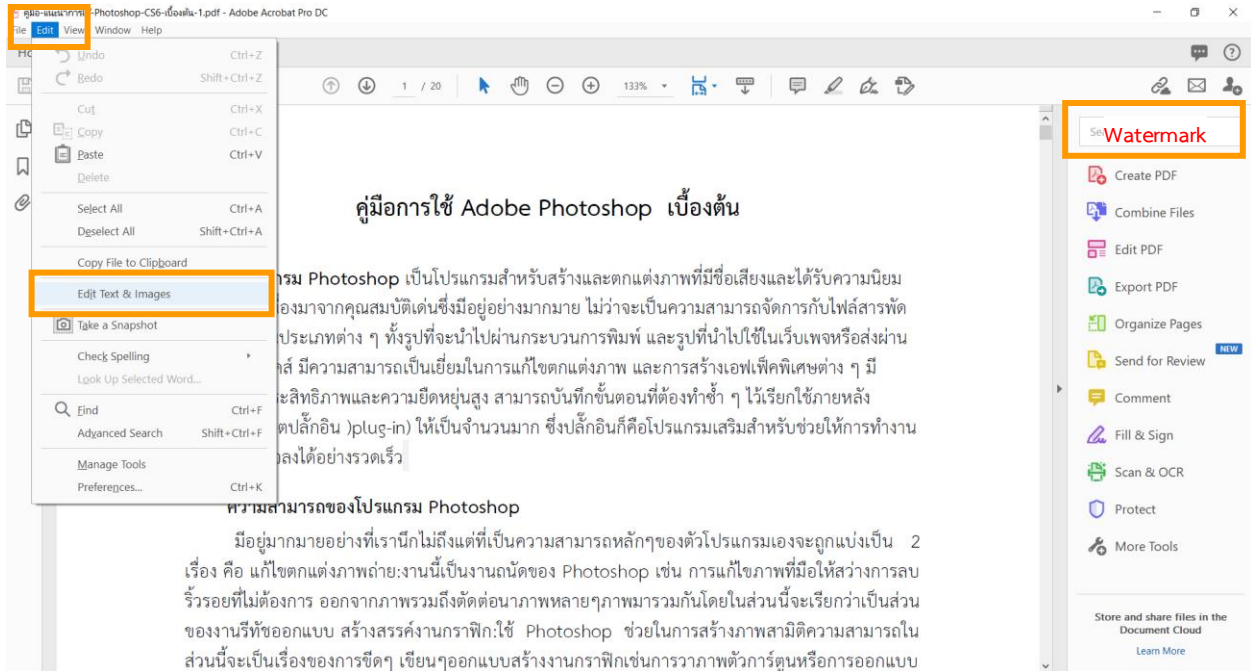 คู่มือ-แนะนำการใช้-Photoshop-CS6-เบื้องต้น-1.pdf - Adobe Acrobat Pro DC
File Edit View Window Help
Undo Ctrl+Z
Redo Shift+Ctrl+Z
Cut Ctrl+X
Copy Ctrl+C
Paste Ctrl+V
Delete
Select All Ctrl+A
Deselect All Shift+Ctrl+A
Copy File to Clipboard
Edit Text & Images
Take a Snapshot
Check Spelling
Look Up Selected Word...
Find Ctrl+F
Advanced Search Shift+Ctrl+F
Manage Tools
Preferences... Ctrl+K
1 / 20 133%
คู่มือการใช้ Adobe Photoshop เบื้องต้น
รม Photoshop เป็นโปรแกรมสำหรับสร้างและตกแต่งภาพที่มีชื่อเสียงและได้รับความนิยม
องมาจากคุณสมบัติเด่นซึ่งมีอยู่อย่างมากมาย ไม่ว่าจะเป็นความสามารถจัดการกับไฟล์สารพัด
ประเภทต่าง ๆ ทั้งรูปที่จะนำไปผ่านกระบวนการพิมพ์ และรูปที่นำไปใช้ในเว็บเพจหรือส่งผ่าน
ส์ มีความสามารถเป็นเยี่ยมในการแก้ไขตกแต่งภาพ และการสร้างเอฟเฟ็คพิเศษต่าง ๆ มี
ะสิทธิภาพและความยืดหยุ่นสูง สามารถบันทึกขั้นตอนที่ต้องทำซ้ำ ๆ ไว้เรียกใช้ภายหลัง
ตปลั๊กอิน )plug-in) ให้เป็นจำนวนมาก ซึ่งปลั๊กอินก็คือโปรแกรมเสริมสำหรับช่วยให้การทำงาน
ลงได้อย่างรวดเร็ว
ความสามารถของโปรแกรม Photoshop
มีอยู่มากมายอย่างที่เรานึกไม่ถึงแต่ที่เป็นความสามารถหลักๆของตัวโปรแกรมเองจะถูกแบ่งเป็น 2
เรื่อง คือ แก้ไขตกแต่งภาพถ่าย:งานนี้เป็นงานถนัดของ Photoshop เช่น การแก้ไขภาพที่มือให้สว่างการลบ
ริ้วรอยที่ไม่ต้องการ ออกจากภาพรวมถึงตัดต่อนาภาพหลายๆภาพมารวมกันโดยในส่วนนี้จะเรียกว่าเป็นส่วน
ของงานรีทัชออกแบบ สร้างสรรค์งานกราฟิก:ใช้ Photoshop ช่วยในการสร้างภาพสามิติความสามารถใน
ส่วนนี้จะเป็นเรื่องของการขีดๆ เขียนๆออกแบบสร้างงานกราฟิกเช่นการวาภาพตัวการ์ตูนหรือการออกแบบ
Watermark
Create PDF
Combine Files
Edit PDF
Export PDF
Organize Pages
Send for Review NEW
Comment
Fill & Sign
Scan & OCR
Protect
More Tools
Store and share files in the
Document Cloud
Learn More